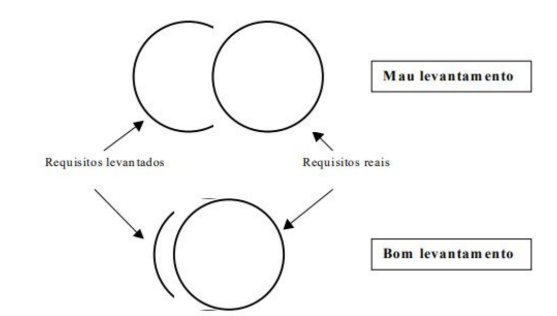 Mau levantamento
Requisitos levantados
Requisitos reais
Bom levantamento